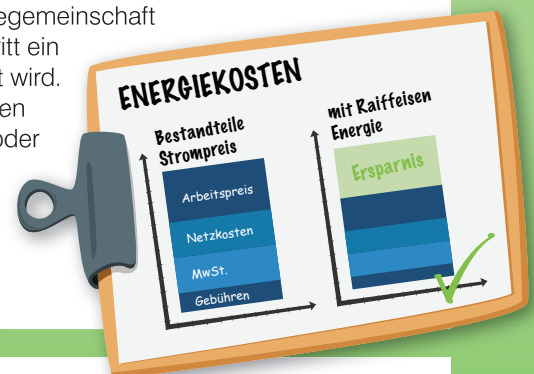 egemeinschaft
itt ein
t wird.
en
oder
ENERGIEKOSTEN
Bestandteile
Strompreis
Arbeitspreis
Netzkosten
MwSt.
Gebühren
mit Raiffeisen
Energie
Ersparnis